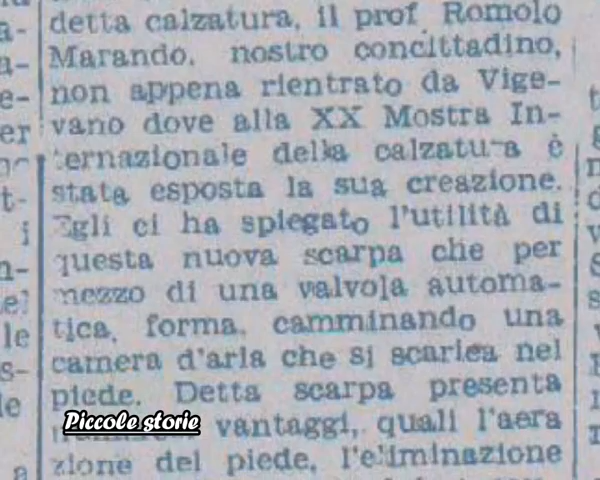 detta calzatura, il prof. Romolo
Marando, nostro concittadino,
non appena rientrato da Vige-
vano dove alla XX Mostra In-
ternazionale della calzatura è
stata esposta la sua creazione.
Egli ci ha spiegato l'utilità di
questa nuova scarpa che per
mezzo di una valvola automa-
tica, forma, camminando una
camera d'aria che si scarica nel
piede. Detta scarpa presenta
Piccole storie
vantaggi, quali l'aera
zione del piede, l'eliminazione